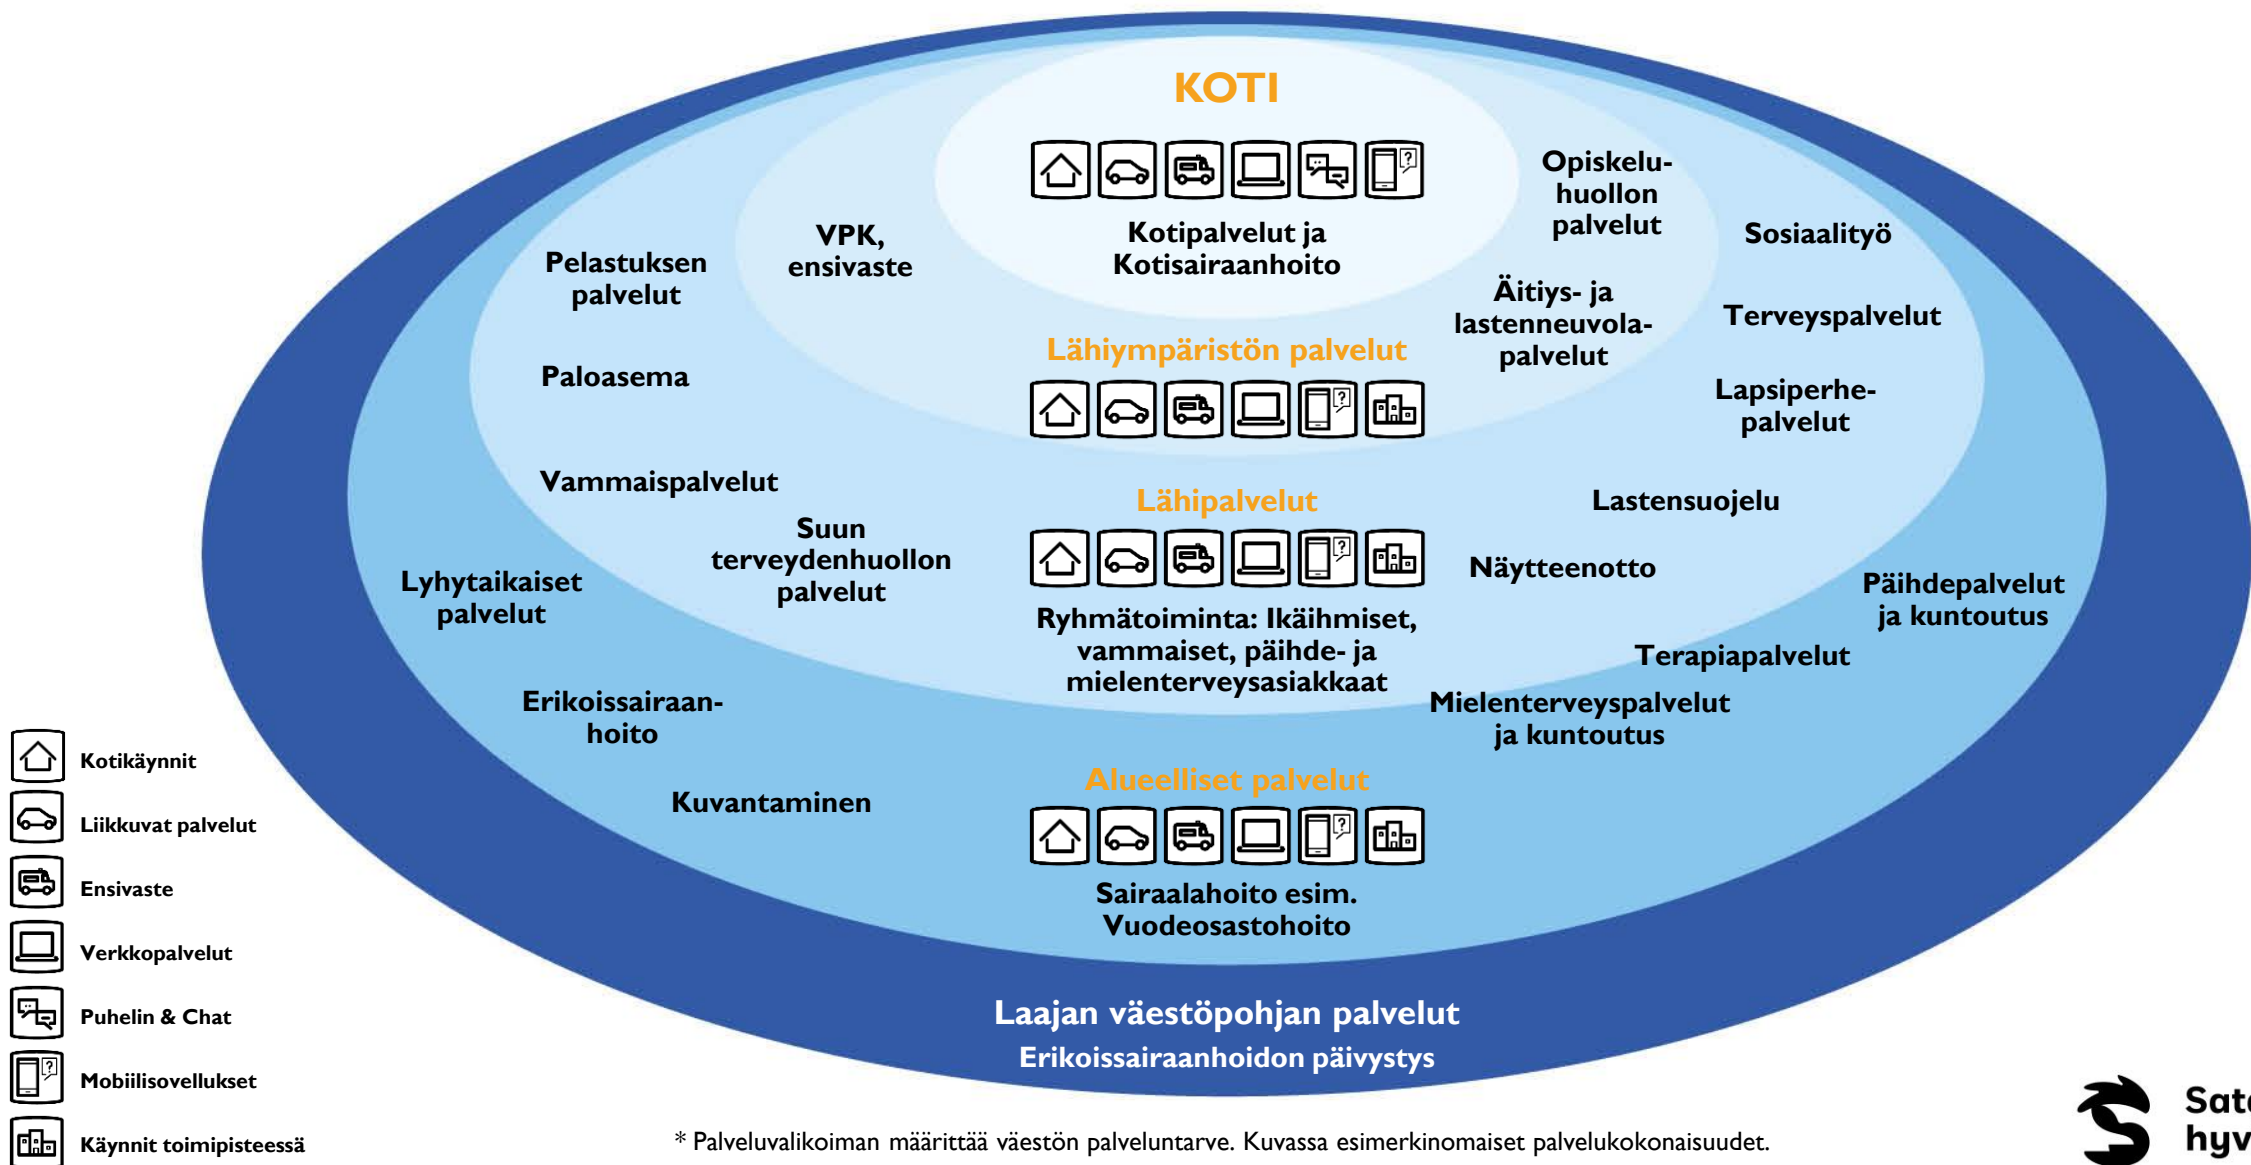 KOTI
Kotipalvelut ja
Kotisairaanhoito
VPK,
ensivaste
Pelastuksen
palvelut
Paloasema
Opiskelu-
huollon
palvelut
Sosiaalityö
Äitiys- ja
lastenneuvola-
palvelut
Terveyspalvelut
Lapsiperhe-
palvelut
Lähiympäristön palvelut
Vammaispalvelut
Suun
terveydenhuollon
palvelut
Lähipalvelut
Ryhmätoiminta: Ikäihmiset,
vammaiset, päihde- ja
mielenterveysasiakkaat
Lastensuojelu
Näytteenotto
Lyhytaikaiset
palvelut
Erikoissairaan-
hoito
Kuvantaminen
Päihdepalvelut
ja kuntoutus
Terapiapalvelut
Mielenterveyspalvelut
ja kuntoutus
Alueelliset palvelut
Sairaalahoito esim.
Vuodeosastohoito
Laajan väestöpohjan palvelut
Erikoissairaanhoidon päivystys
Kotikäynnit
Liikkuvat palvelut
Ensivaste
Verkkopalvelut
Puhelin & Chat
Mobiilisovellukset
Käynnit toimipisteessä
* Palveluvalikoiman määrittää väestön palveluntarve. Kuvassa esimerkinomaiset palvelukokonaisuudet.